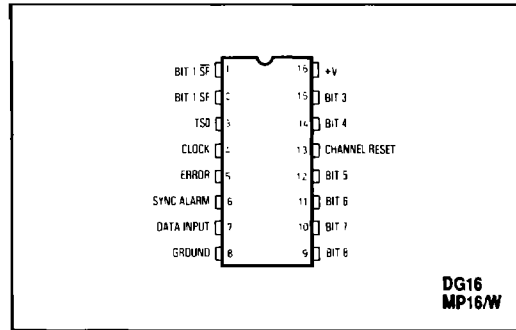 BIT 1 S̅F̅ 1 16 +V
BIT 1 SF 2 15 BIT 3
TSO 3 14 BIT 4
CLOCK 4 13 CHANNEL RESET
ERROR 5 12 BIT 5
SYNC ALARM 6 11 BIT 6
DATA INPUT 7 10 BIT 7
GROUND 8 9 BIT 8
DG16
MP16/W